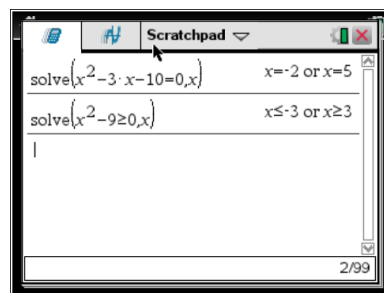 Scratchpad
solve(x²−3·x−10=0,x) x=-2 or x=5
solve(x²−9≥0,x) x≤-3 or x≥3
2/99